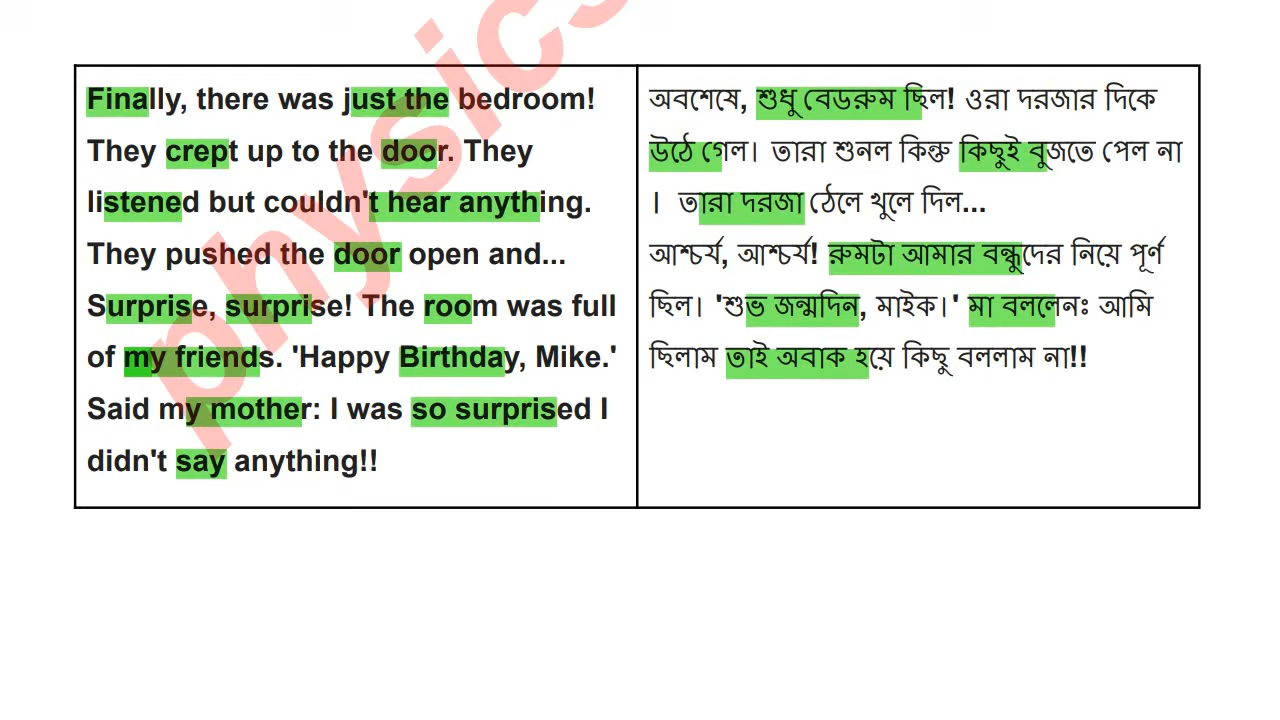 physics
Finally, there was just the bedroom!
They crept up to the door. They
listened but couldn't hear anything.
They pushed the door open and...
Surprise, surprise! The room was full
of my friends. 'Happy Birthday, Mike.'
Said my mother: I was so surprised I
didn't say anything!!
অবশেষে, শুধু বেডরুম ছিল! ওরা দরজার দিকে
উঠে গেল। তারা শুনল কিন্তু কিছুই বুজতে পেল না
। তারা দরজা ঠেলে খুলে দিল...
আশ্চর্য, আশ্চর্য! রুমটা আমার বন্ধুদের নিয়ে পূর্ণ
ছিল। 'শুভ জন্মদিন, মাইক।' মা বললেনঃ আমি
ছিলাম তাই অবাক হয়ে কিছু বললাম না!!